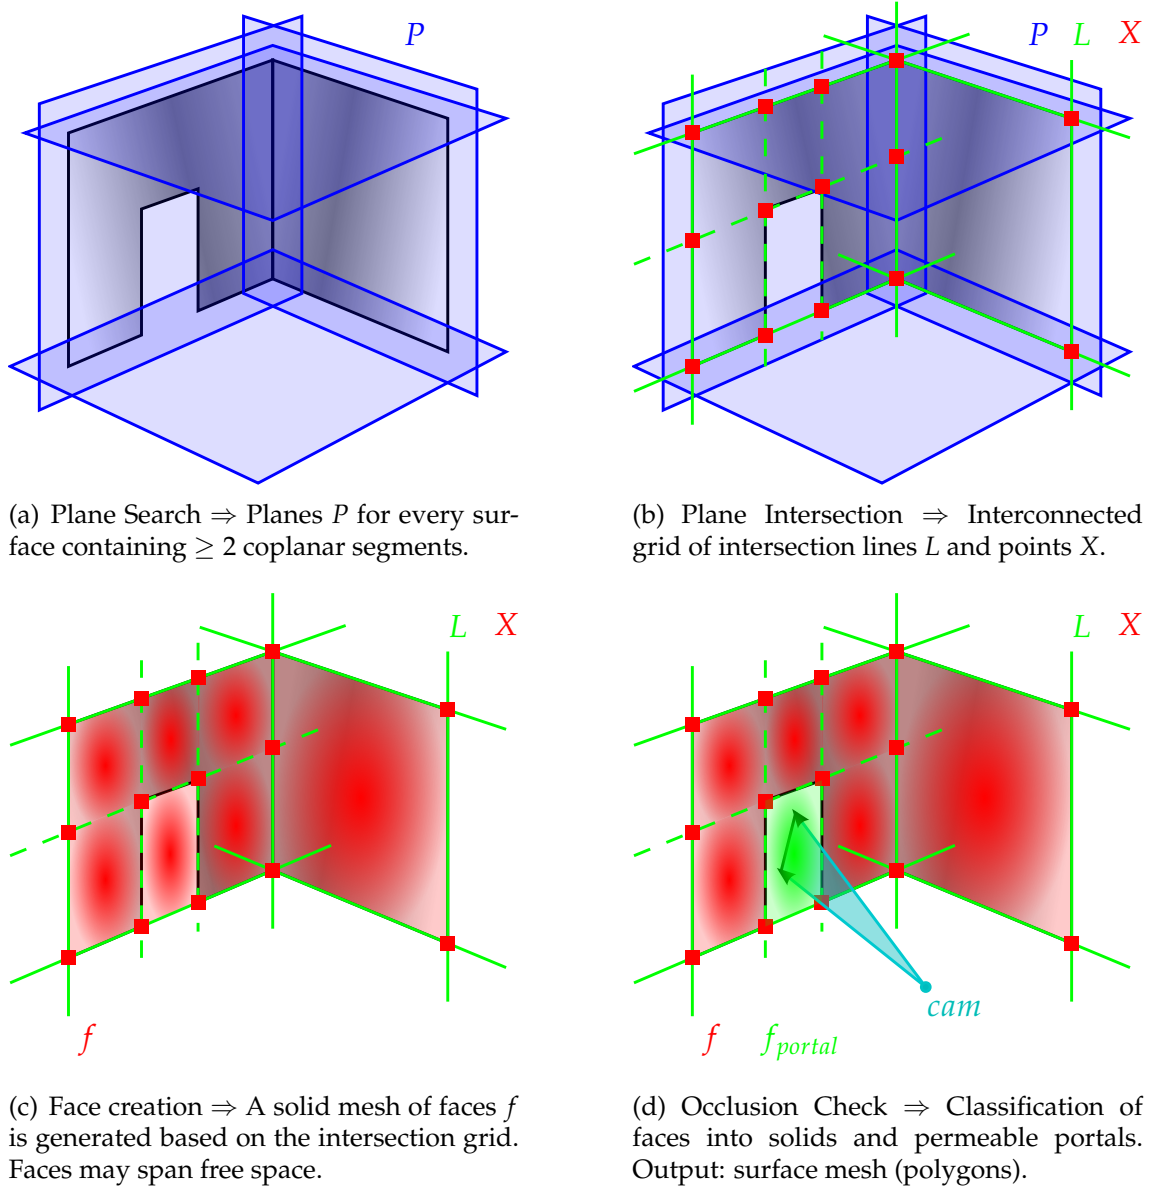 P
P L X
(a) Plane Search ⇒ Planes P for every sur-
face containing ≥ 2 coplanar segments.
(b) Plane Intersection ⇒ Interconnected
grid of intersection lines L and points X.
L X
f
L X
cam
f f_portal
(c) Face creation ⇒ A solid mesh of faces f
is generated based on the intersection grid.
Faces may span free space.
(d) Occlusion Check ⇒ Classification of
faces into solids and permeable portals.
Output: surface mesh (polygons).